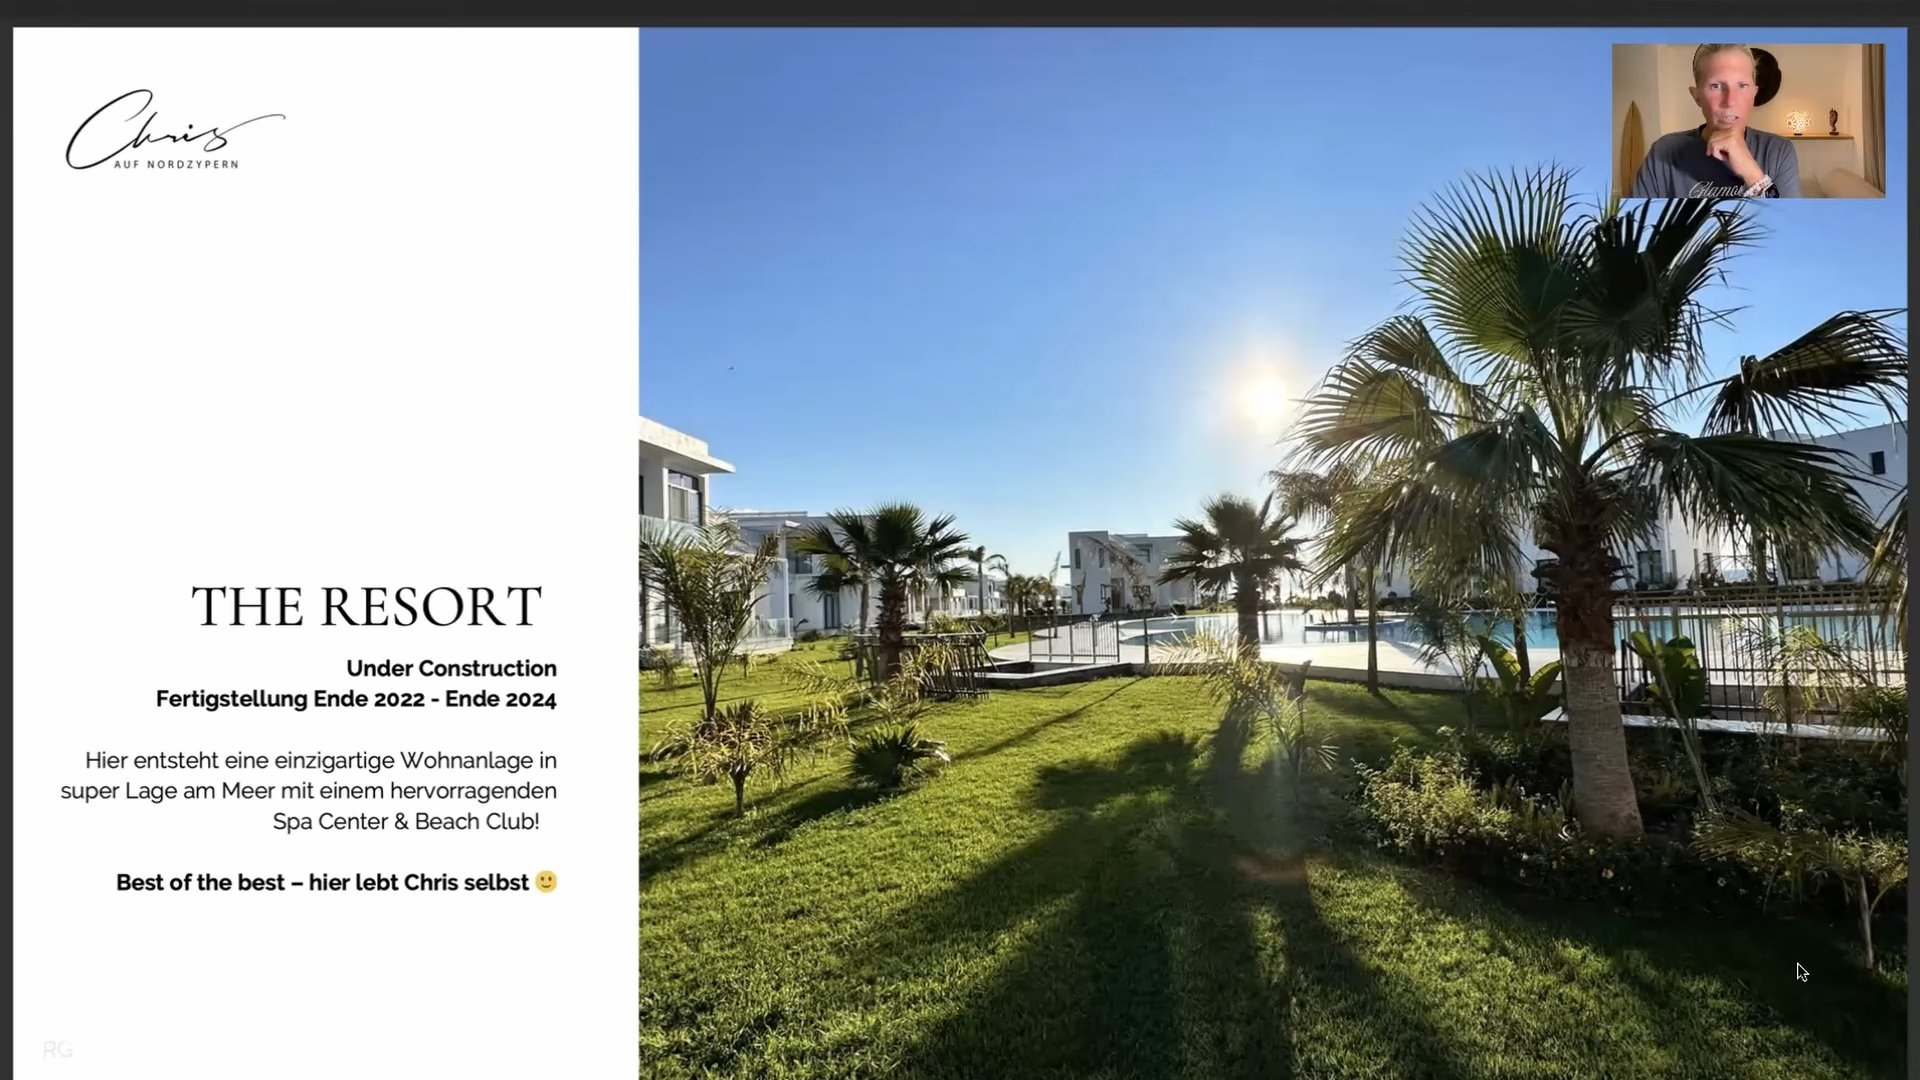 Chris
AUF NORDZYPERN
THE RESORT
Under Construction
Fertigstellung Ende 2022 - Ende 2024
Hier entsteht eine einzigartige Wohnanlage in
super Lage am Meer mit einem hervorragenden
Spa Center & Beach Club!
Best of the best – hier lebt Chris selbst 🙂
RG